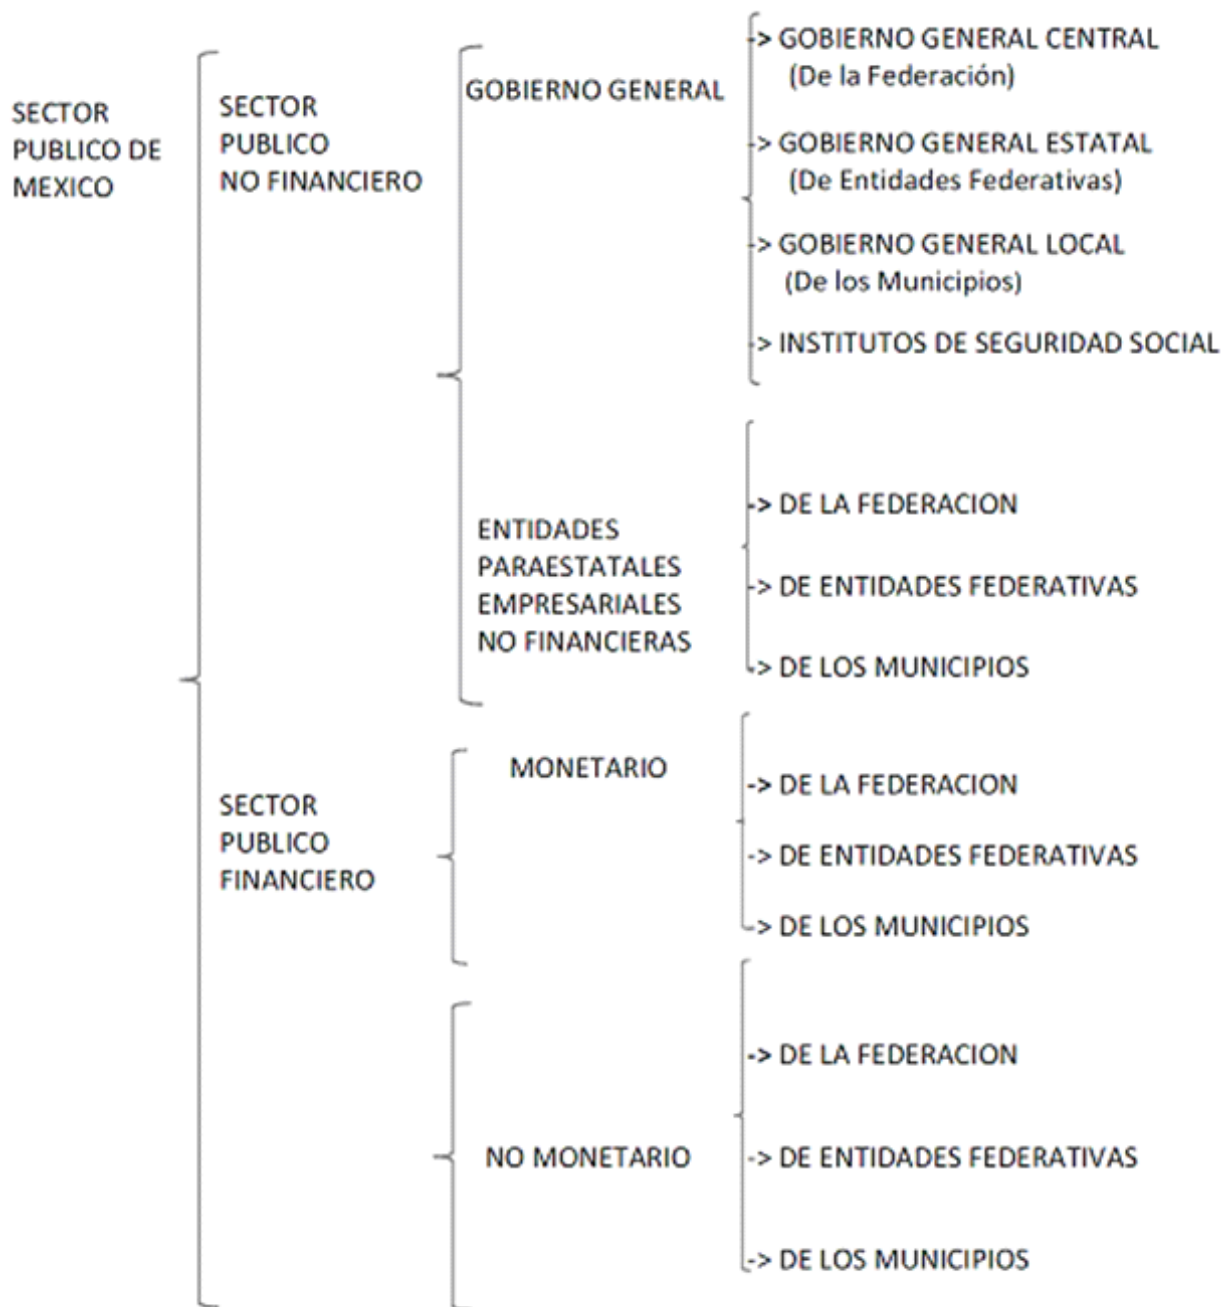 SECTOR
PUBLICO DE
MEXICO
SECTOR
PUBLICO
NO FINANCIERO
GOBIERNO GENERAL
-> GOBIERNO GENERAL CENTRAL
(De la Federación)
-> GOBIERNO GENERAL ESTATAL
(De Entidades Federativas)
-> GOBIERNO GENERAL LOCAL
(De los Municipios)
-> INSTITUTOS DE SEGURIDAD SOCIAL
ENTIDADES
PARAESTATALES
EMPRESARIALES
NO FINANCIERAS
-> DE LA FEDERACION
-> DE ENTIDADES FEDERATIVAS
-> DE LOS MUNICIPIOS
SECTOR
PUBLICO
FINANCIERO
MONETARIO
-> DE LA FEDERACION
-> DE ENTIDADES FEDERATIVAS
-> DE LOS MUNICIPIOS
NO MONETARIO
-> DE LA FEDERACION
-> DE ENTIDADES FEDERATIVAS
-> DE LOS MUNICIPIOS